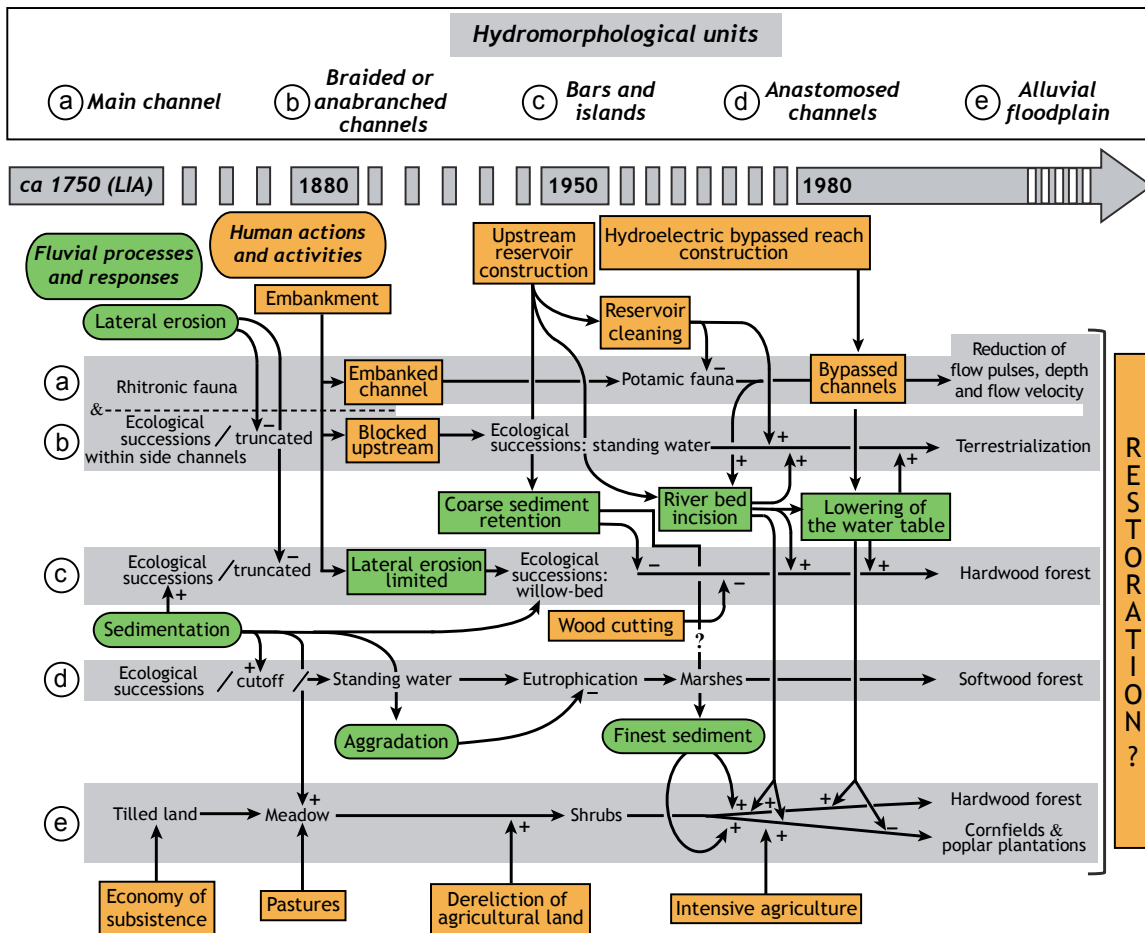 Hydromorphological units
a Main channel
b Braided or
anabranched
channels
c Bars and
islands
d Anastomosed
channels
e Alluvial
floodplain
ca 1750 (LIA)
1880
1950
1980
Fluvial processes
and responses
Human actions
and activities
Upstream
reservoir
construction
Hydroelectric bypassed reach
construction
Embankment
Lateral erosion
Reservoir
cleaning
a
Rhitronic fauna
Embanked
channel
Potamic fauna
–
Bypassed
channels
Reduction of
flow pulses, depth
and flow velocity
&
b
Ecological
successions / truncated
within side channels
–
Blocked
upstream
Ecological
successions: standing water
+
+
+
+
Terrestrialization
Coarse sediment
retention
River bed
incision
Lowering of
the water table
c
Ecological
successions / truncated
–
+
Lateral erosion
limited
Ecological
successions:
willow-bed
–
–
+
+
Hardwood forest
Sedimentation
Wood cutting
?
d
Ecological
successions / cutoff /
+
Standing water
Eutrophication
–
Marshes
Softwood forest
Aggradation
Finest sediment
e
Tilled land
Meadow
+
+
Shrubs
+
+
+
+
+
–
Hardwood forest
Cornfields &
poplar plantations
Economy of
subsistence
Pastures
Dereliction of
agricultural land
Intensive agriculture
RESTORATION ?